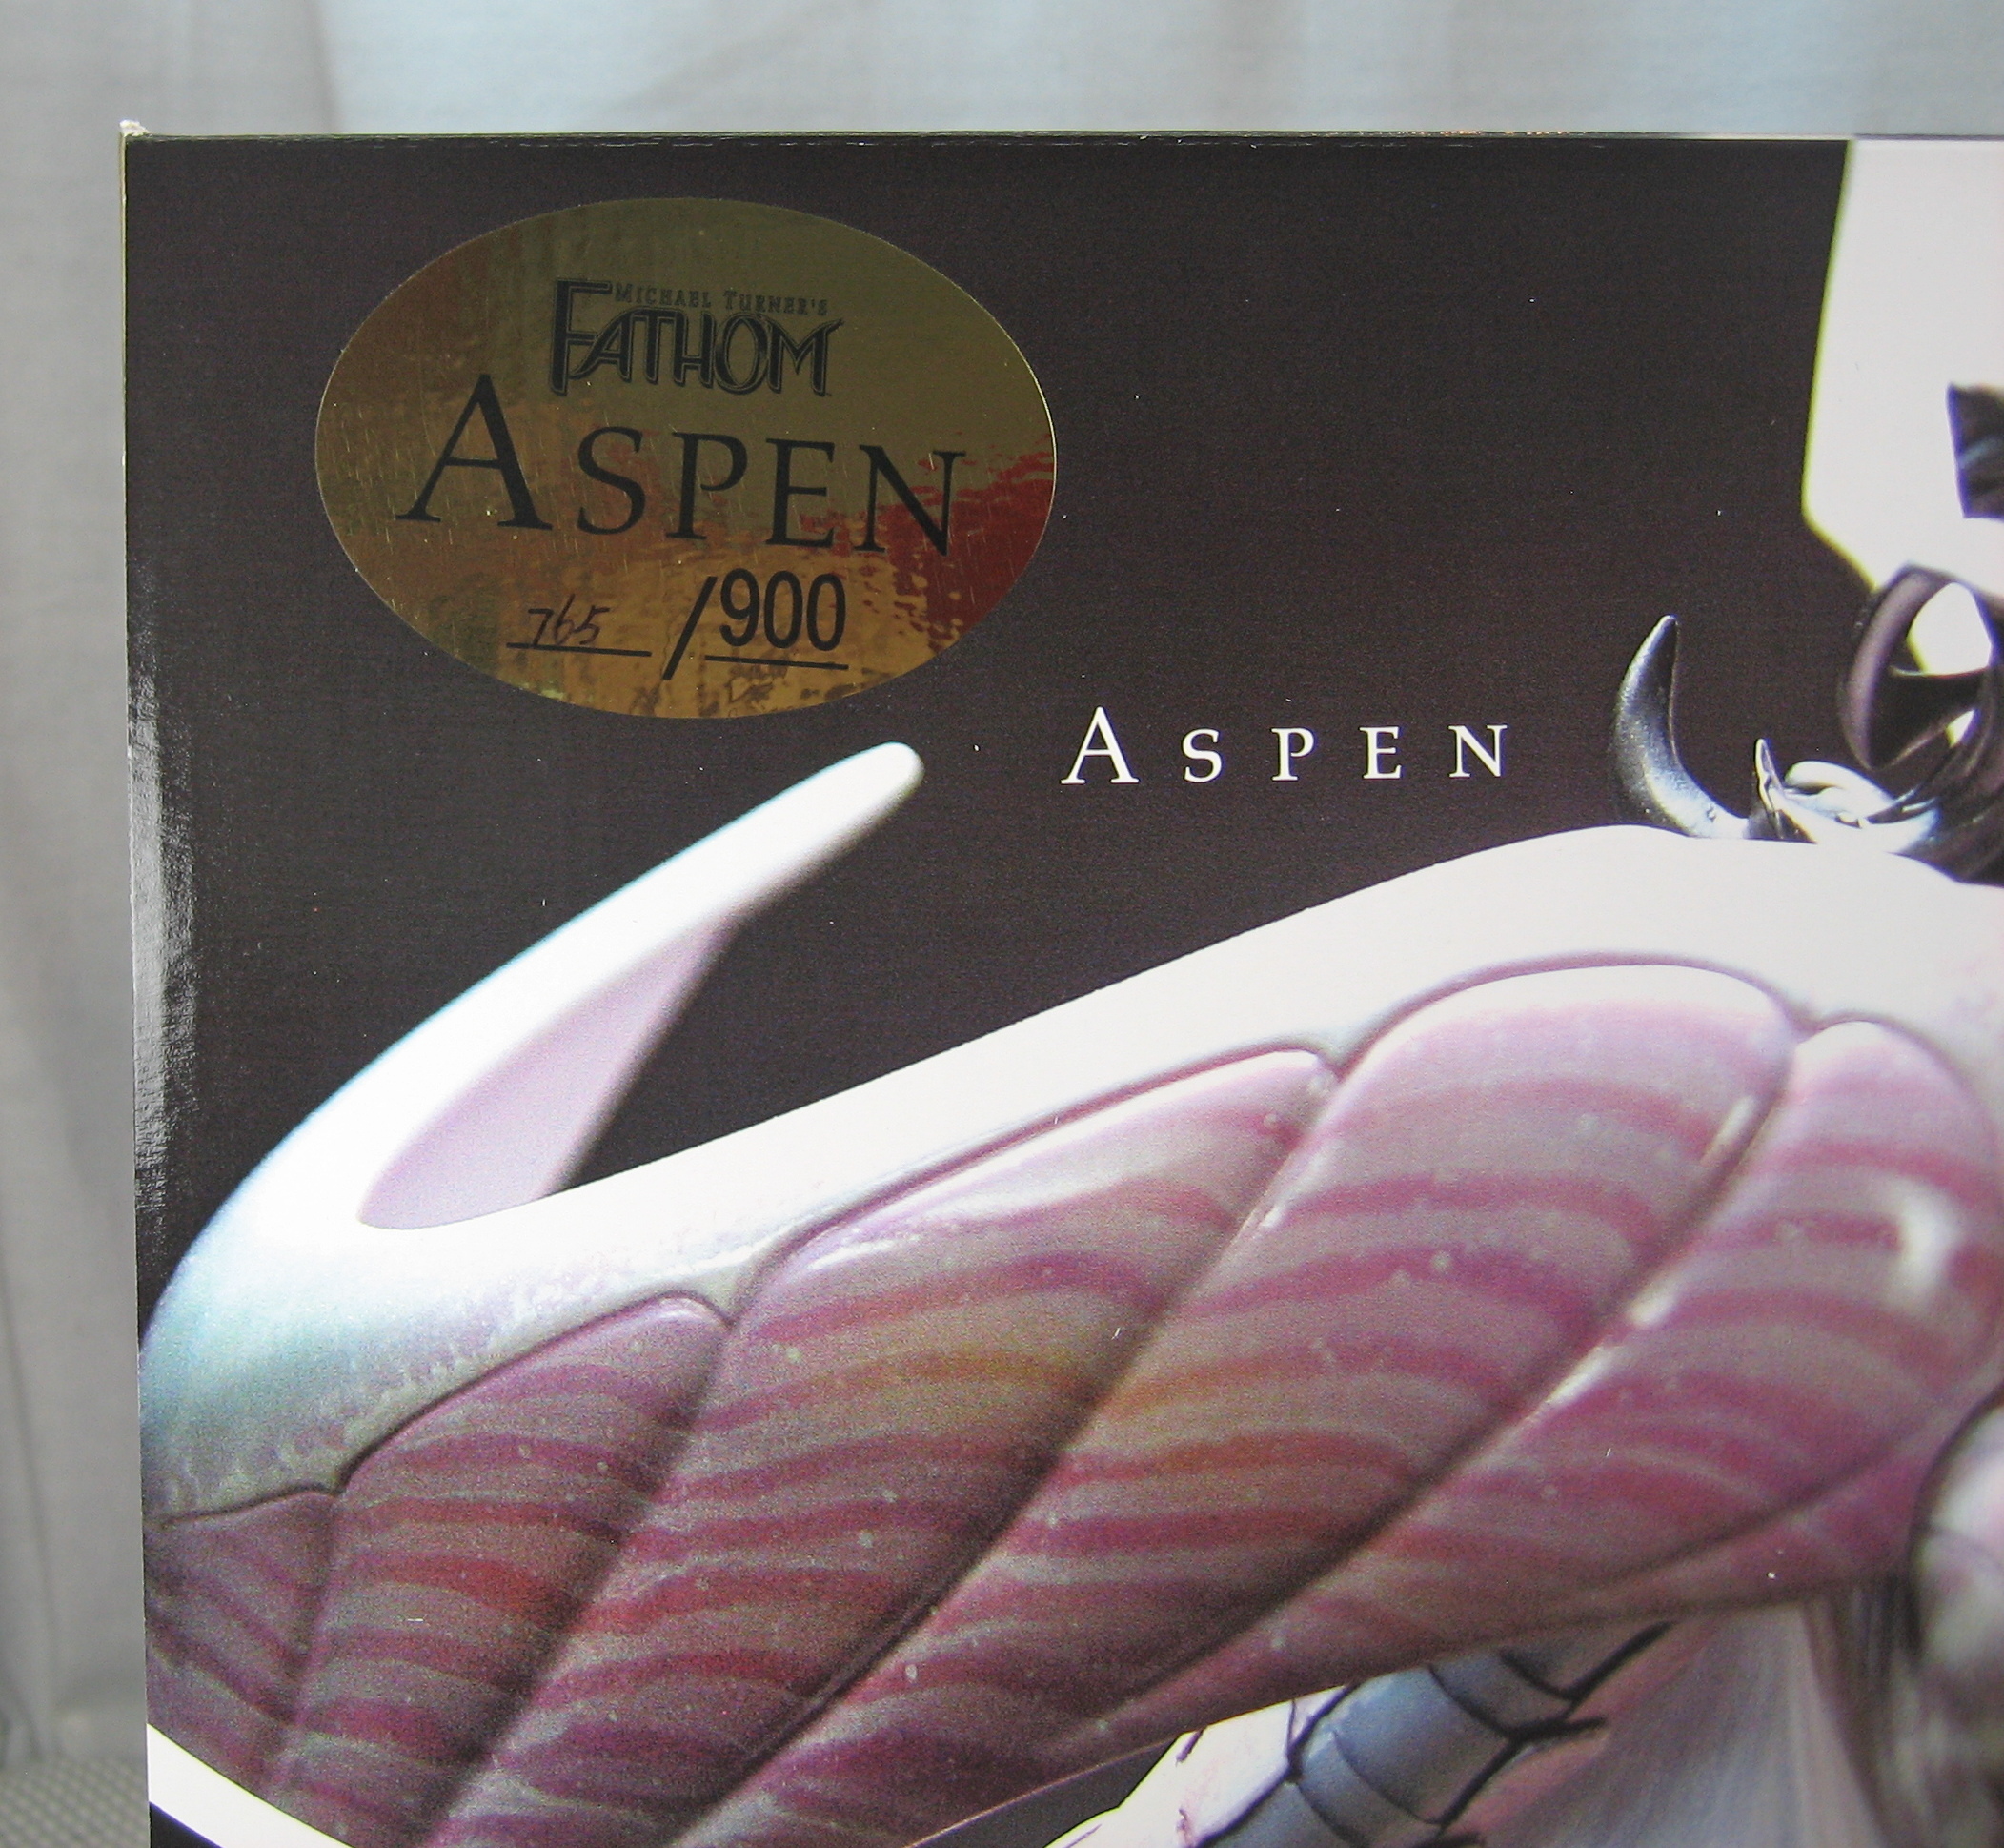 MICHAEL TURNER'S
FATHOM
ASPEN
765 /900
ASPEN